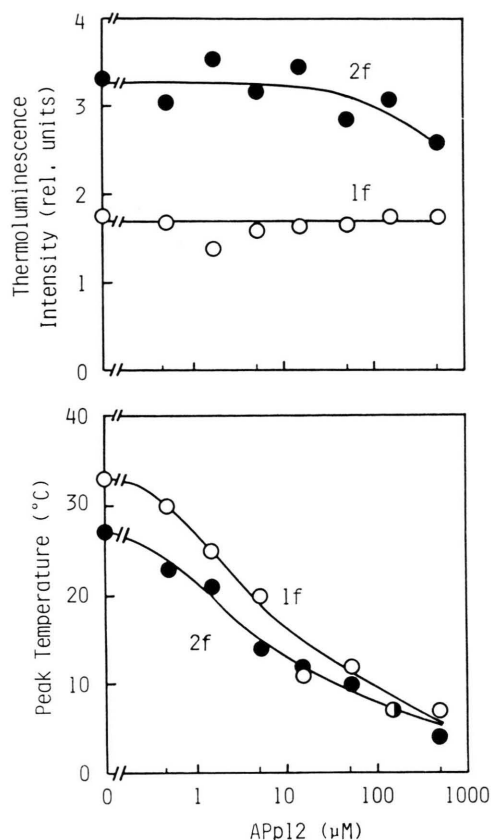 4
3
2
1
0
Thermoluminescence
Intensity (rel. units)
2f
1f
40
30
20
10
0
Peak Temperature (°C)
1f
2f
0 1 10 100 1000
APpl2 (μM)